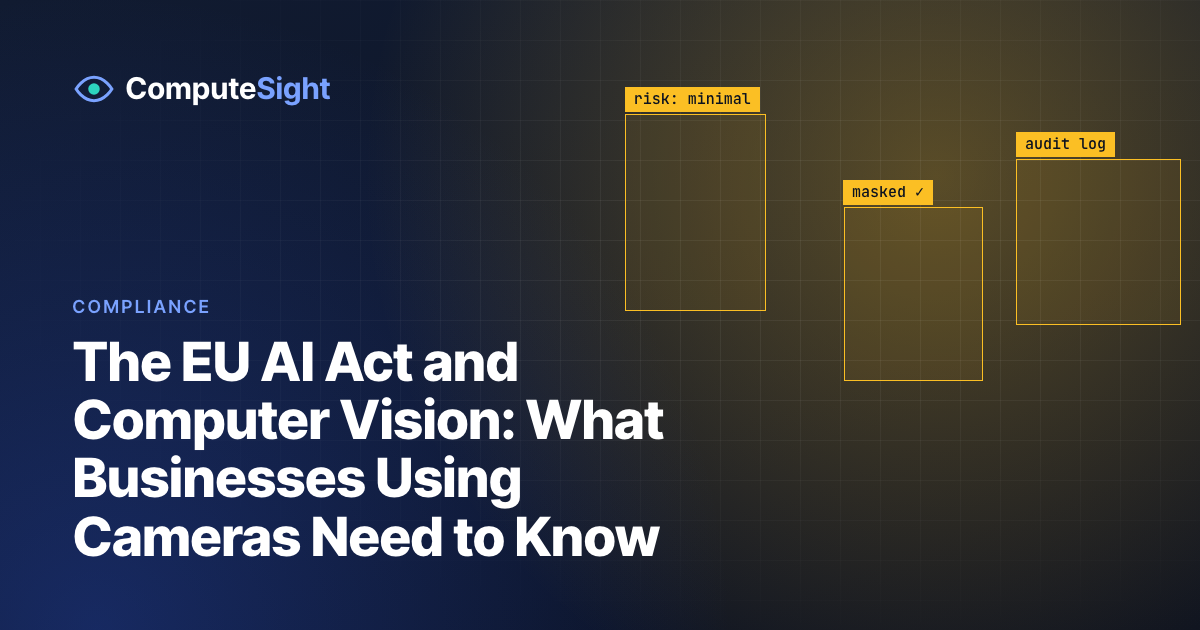 ComputeSight
risk: minimal
audit log
masked ✓
COMPLIANCE
The EU AI Act and
Computer Vision: What
Businesses Using
Cameras Need to Know